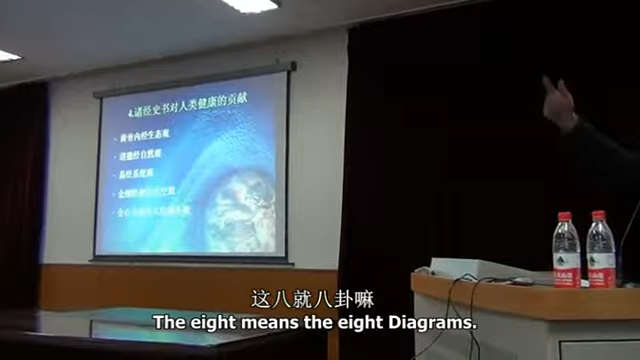 4.诸经史书对人类健康的贡献
黄帝内经生态观
道德经自然观
易经系统观
这八就八卦嘛
The eight means the eight Diagrams.